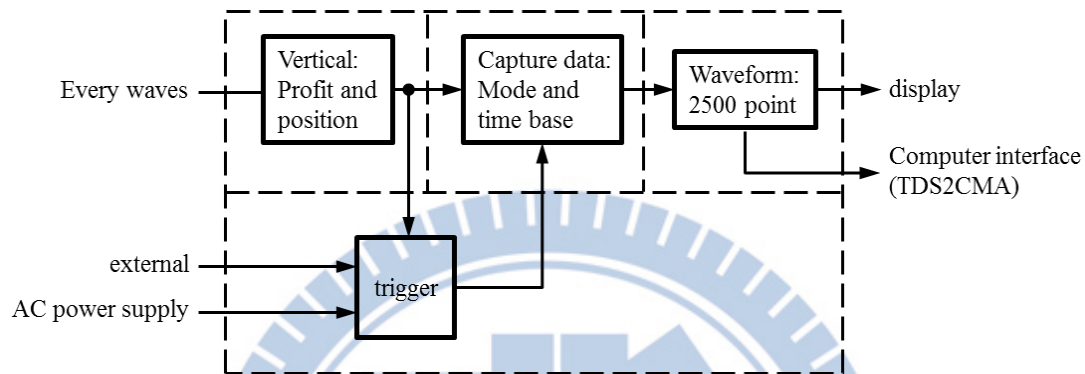 Every waves
Vertical:
Profit and
position
Capture data:
Mode and
time base
Waveform:
2500 point
display
Computer interface
(TDS2CMA)
external
AC power supply
trigger